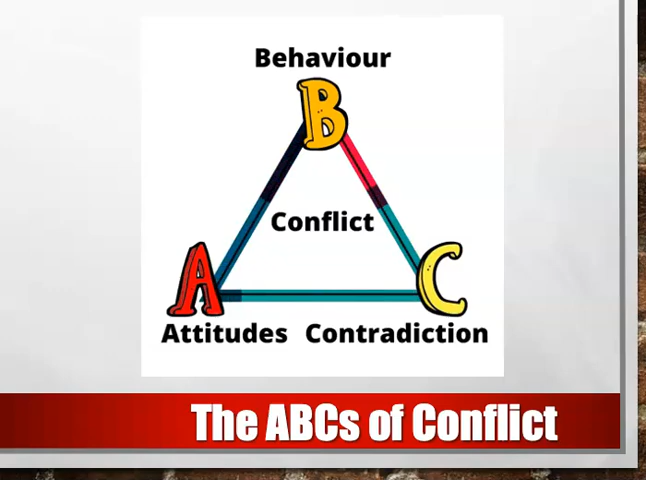 Behaviour
B
Conflict
A
C
Attitudes Contradiction
The ABCs of Conflict